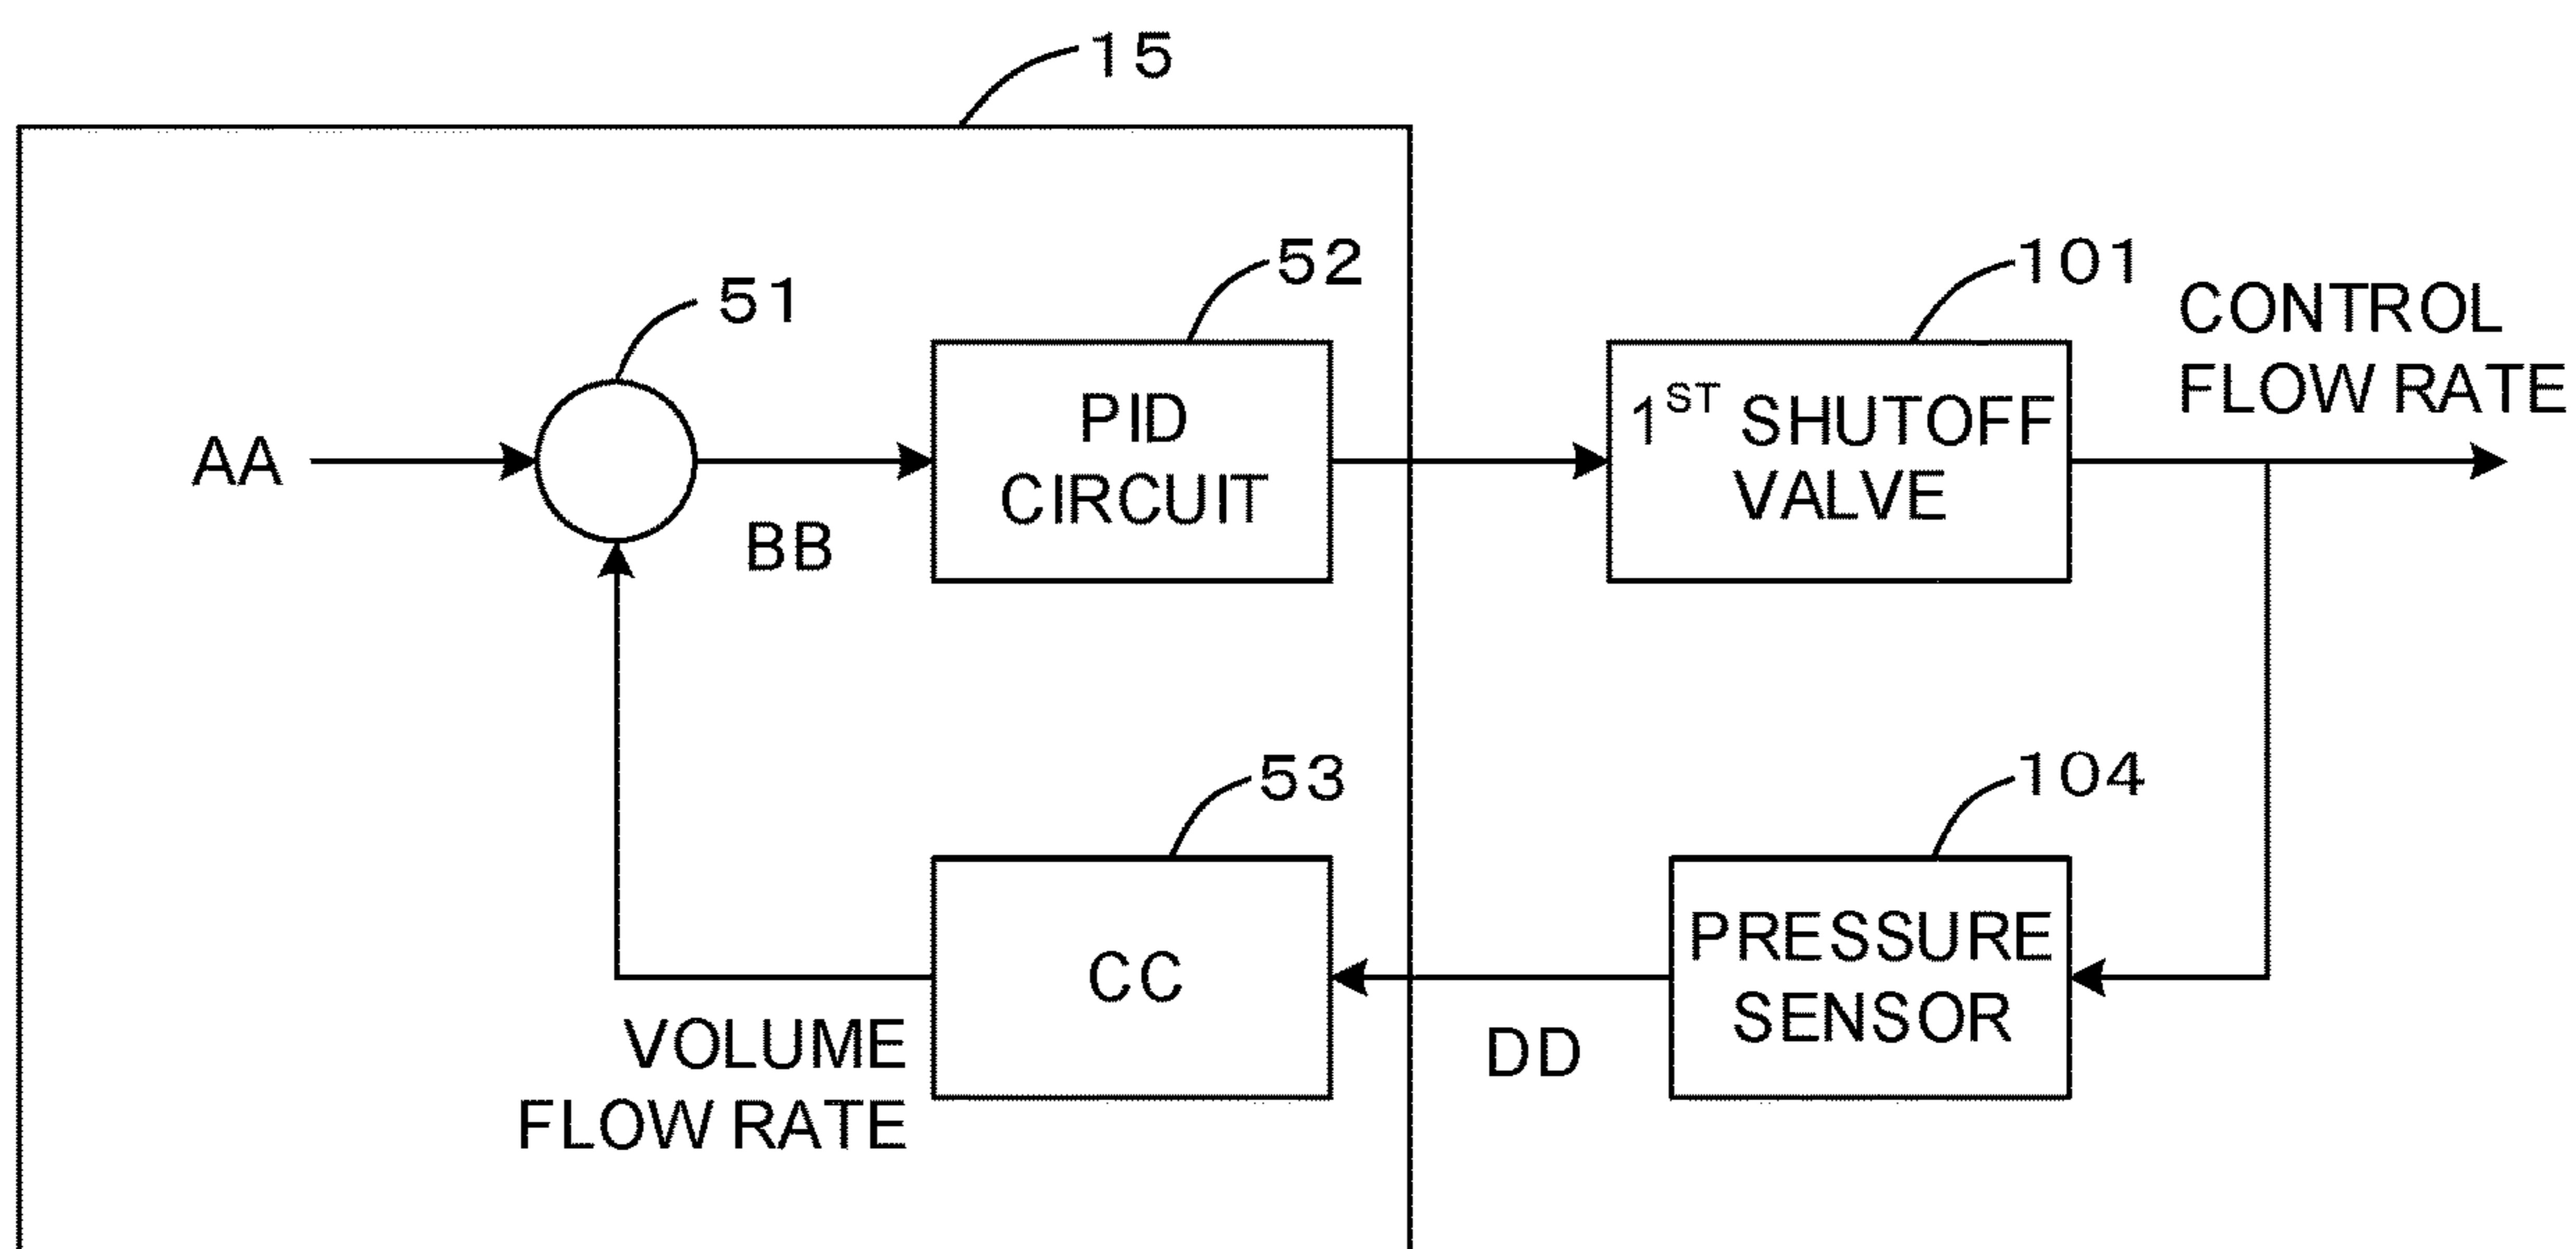 15
51
52
101
CONTROL
FLOW RATE
AA
BB
PID
CIRCUIT
1ST SHUTOFF
VALVE
53
104
CC
PRESSURE
SENSOR
VOLUME
FLOW RATE
DD